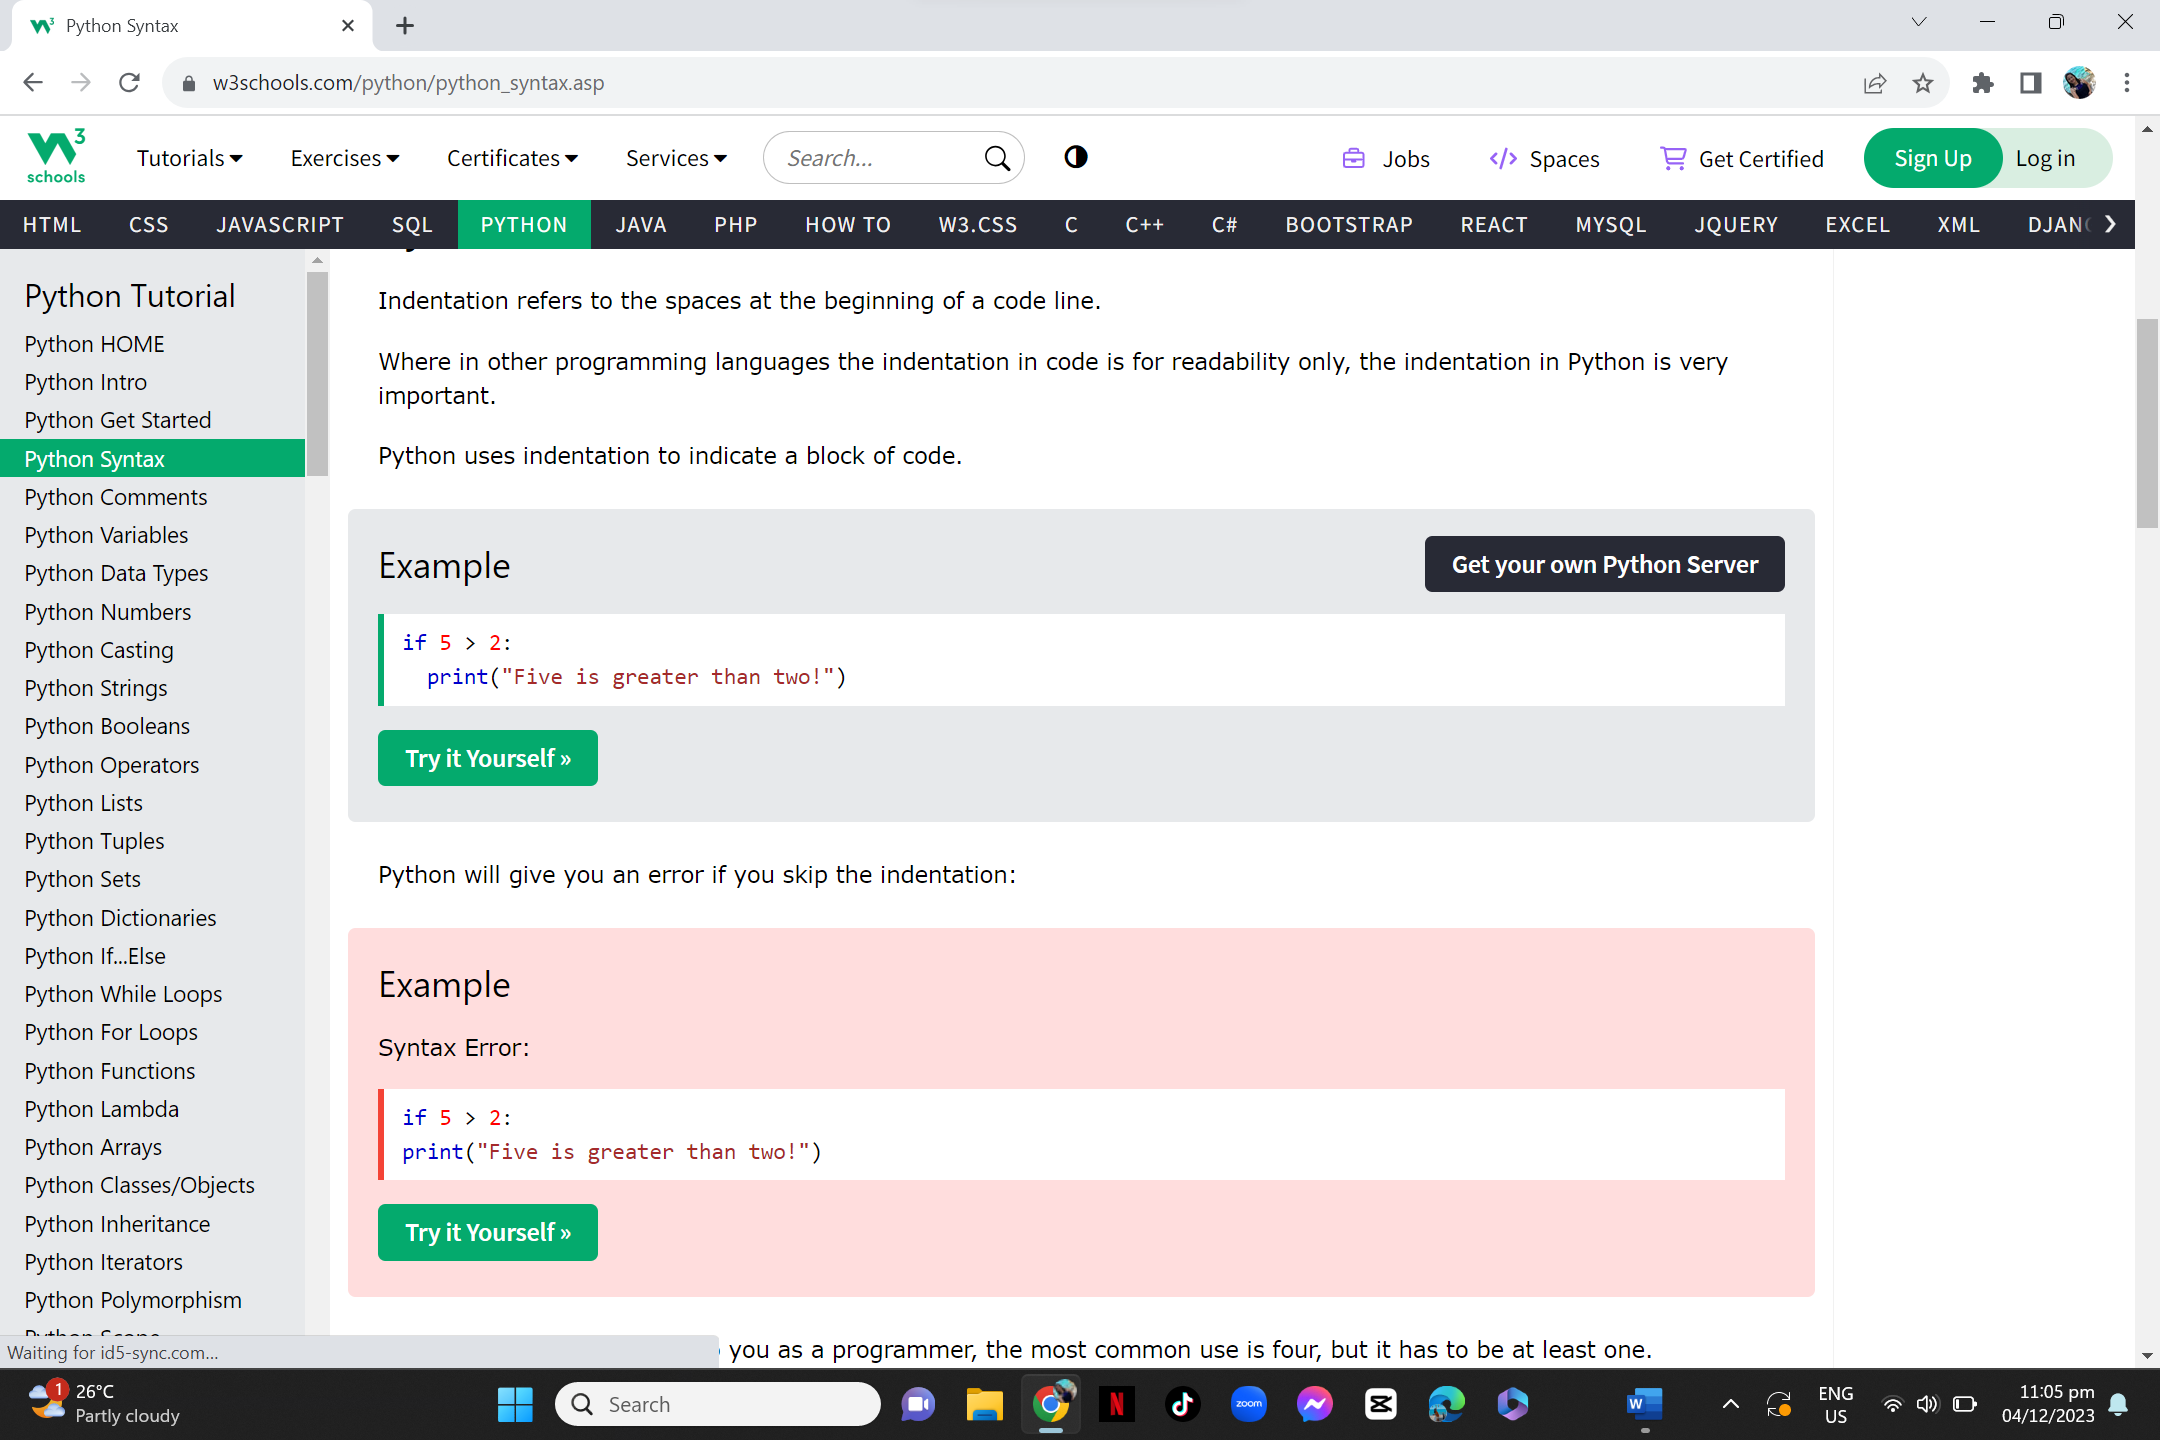 Python Syntax
w3schools.com/python/python_syntax.asp
W3 schools
Tutorials Exercises Certificates Services Search... Jobs Spaces Get Certified Sign Up Log in
HTML CSS JAVASCRIPT SQL PYTHON JAVA PHP HOW TO W3.CSS C C++ C# BOOTSTRAP REACT MYSQL JQUERY EXCEL XML
Python Tutorial
Python HOME
Python Intro
Python Get Started
Python Syntax
Python Comments
Python Variables
Python Data Types
Python Numbers
Python Casting
Python Strings
Python Booleans
Python Operators
Python Lists
Python Tuples
Python Sets
Python Dictionaries
Python If...Else
Python While Loops
Python For Loops
Python Functions
Python Lambda
Python Arrays
Python Classes/Objects
Python Inheritance
Python Iterators
Python Polymorphism
Indentation refers to the spaces at the beginning of a code line.
Where in other programming languages the indentation in code is for readability only, the indentation in Python is very
important.
Python uses indentation to indicate a block of code.
Example
Get your own Python Server
if 5 > 2:
print("Five is greater than two!")
Try it Yourself »
Python will give you an error if you skip the indentation:
Example
Syntax Error:
if 5 > 2:
print("Five is greater than two!")
Try it Yourself »
you as a programmer, the most common use is four, but it has to be at least one.
Waiting for id5-sync.com...
1
26°C
Partly cloudy
Search
N
zoom
W
ENG
US
11:05 pm
04/12/2023